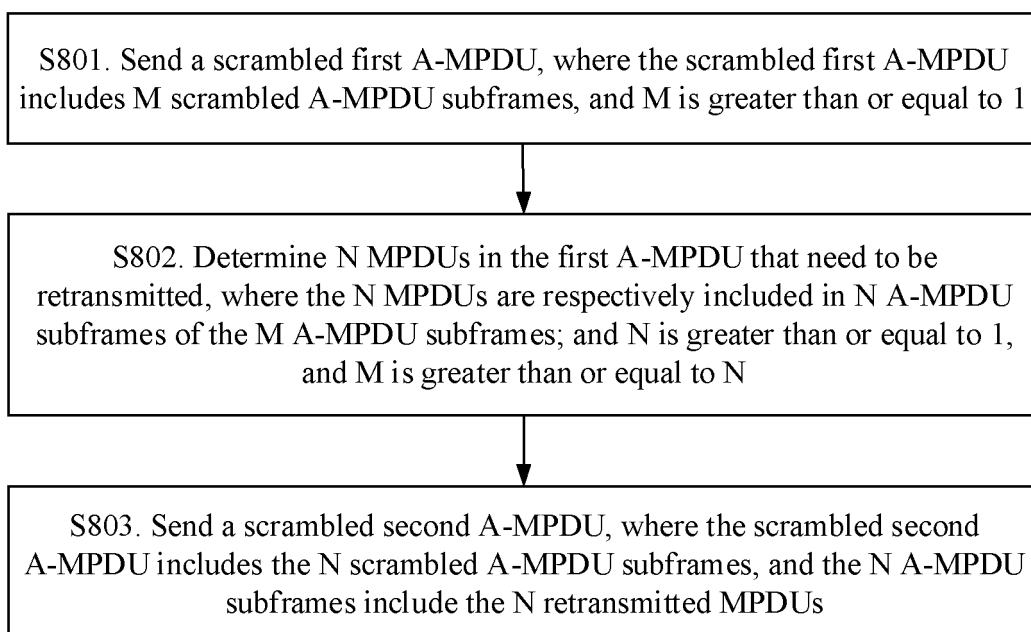 S801. Send a scrambled first A-MPDU, where the scrambled first A-MPDU
includes M scrambled A-MPDU subframes, and M is greater than or equal to 1
S802. Determine N MPDUs in the first A-MPDU that need to be
retransmitted, where the N MPDUs are respectively included in N A-MPDU
subframes of the M A-MPDU subframes; and N is greater than or equal to 1,
and M is greater than or equal to N
S803. Send a scrambled second A-MPDU, where the scrambled second
A-MPDU includes the N scrambled A-MPDU subframes, and the N A-MPDU
subframes include the N retransmitted MPDUs